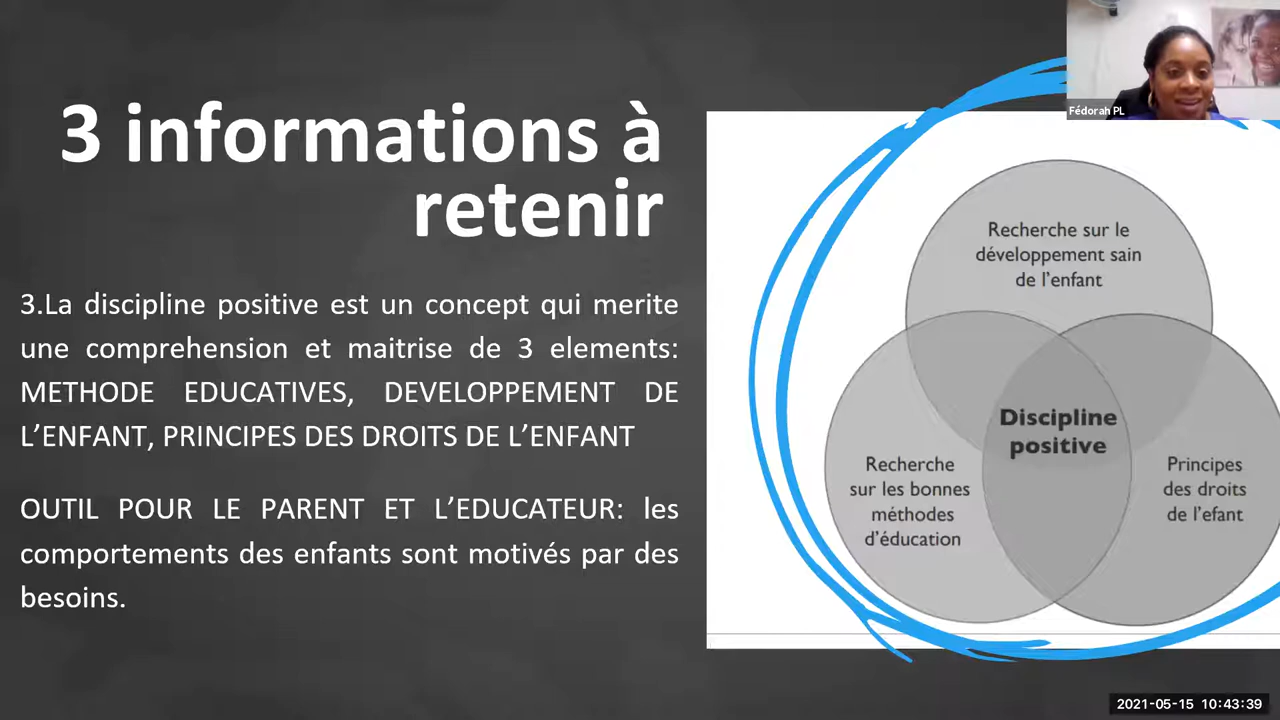 3 informations à
retenir
3.La discipline positive est un concept qui merite
une comprehension et maitrise de 3 elements:
METHODE EDUCATIVES, DEVELOPPEMENT DE
L’ENFANT, PRINCIPES DES DROITS DE L’ENFANT
OUTIL POUR LE PARENT ET L’EDUCATEUR: les
comportements des enfants sont motivés par des
besoins.
Fédorah PL
Recherche sur le
développement sain
de l’enfant
Discipline
positive
Recherche
sur les bonnes
méthodes
d’éducation
Principes
des droits
de l’efant
2021-05-15 10:43:39